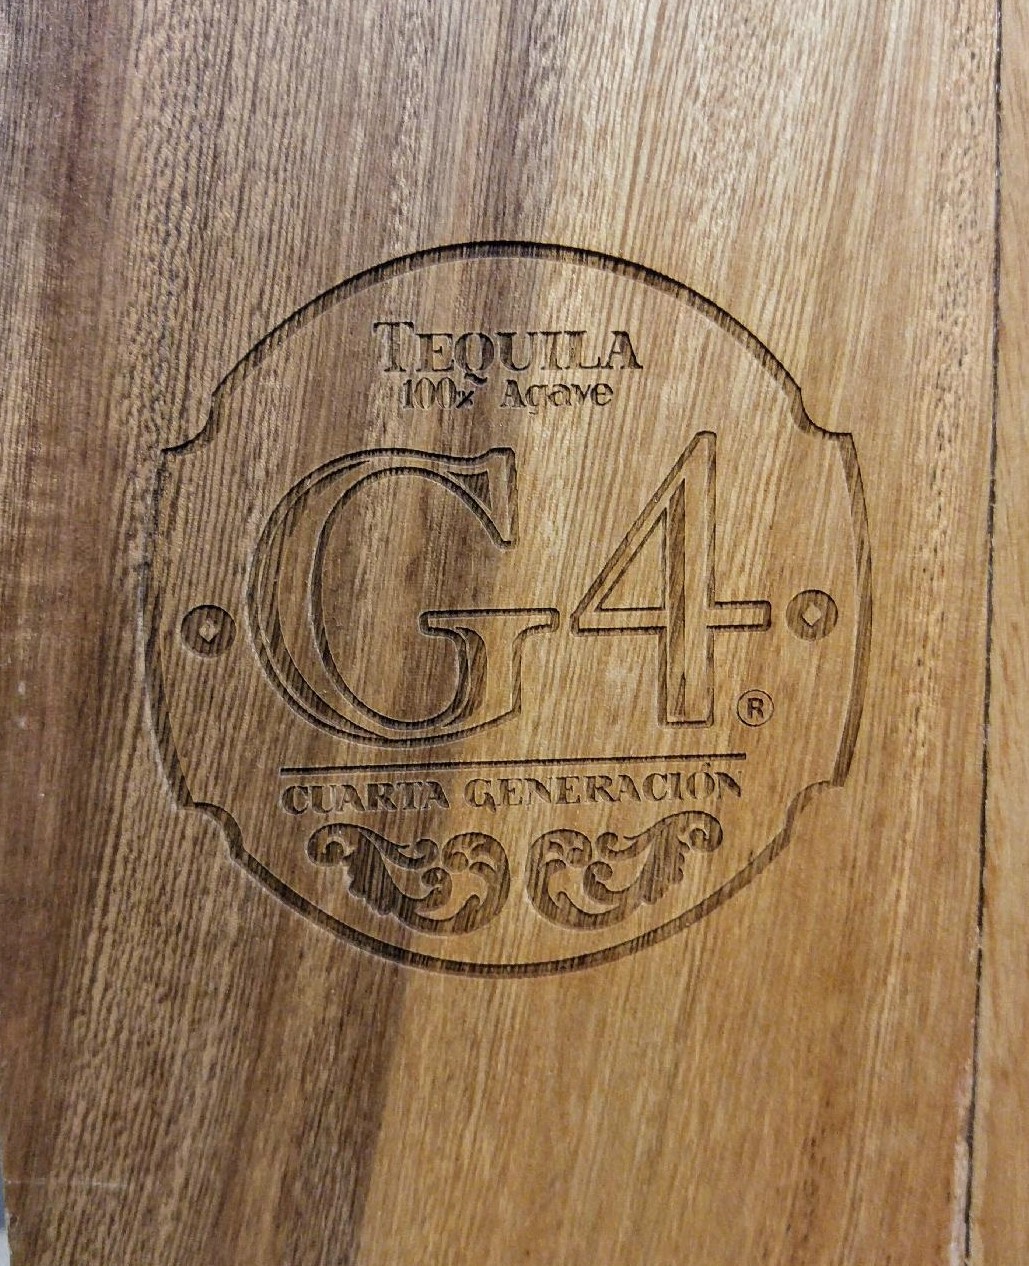 TEQUILA
100% Agave
G4
®
CUARTA GENERACIÓN